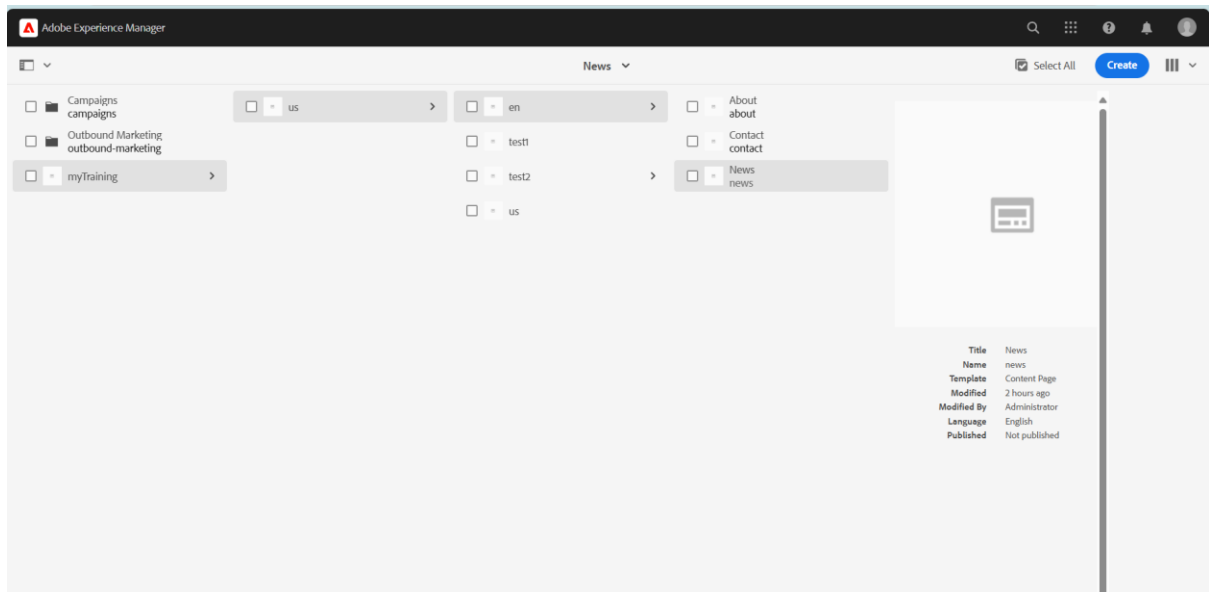 Adobe Experience Manager
News
Select All
Create
Campaigns
campaigns
Outbound Marketing
outbound-marketing
myTraining
us
en
test1
test2
us
About
about
Contact
contact
News
news
Title News
Name news
Template Content Page
Modified 2 hours ago
Modified By Administrator
Language English
Published Not published